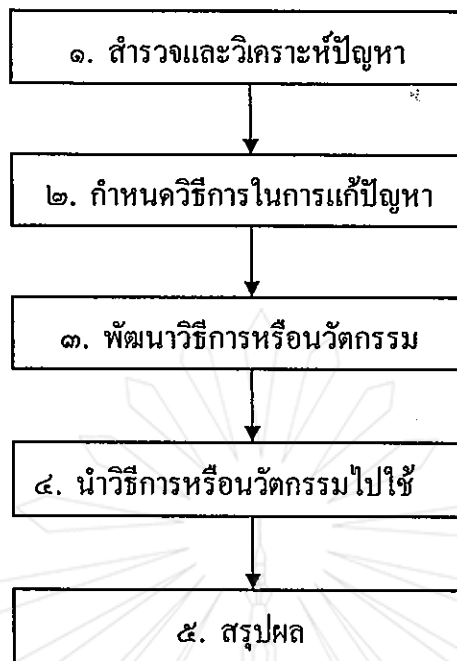 ๑. สำรวจและวิเคราะห์ปัญหา
๒. กำหนดวิธีการในการแก้ปัญหา
๓. พัฒนาวิธีการหรือนวัตกรรม
๔. นำวิธีการหรือนวัตกรรมไปใช้
๕. สรุปผล